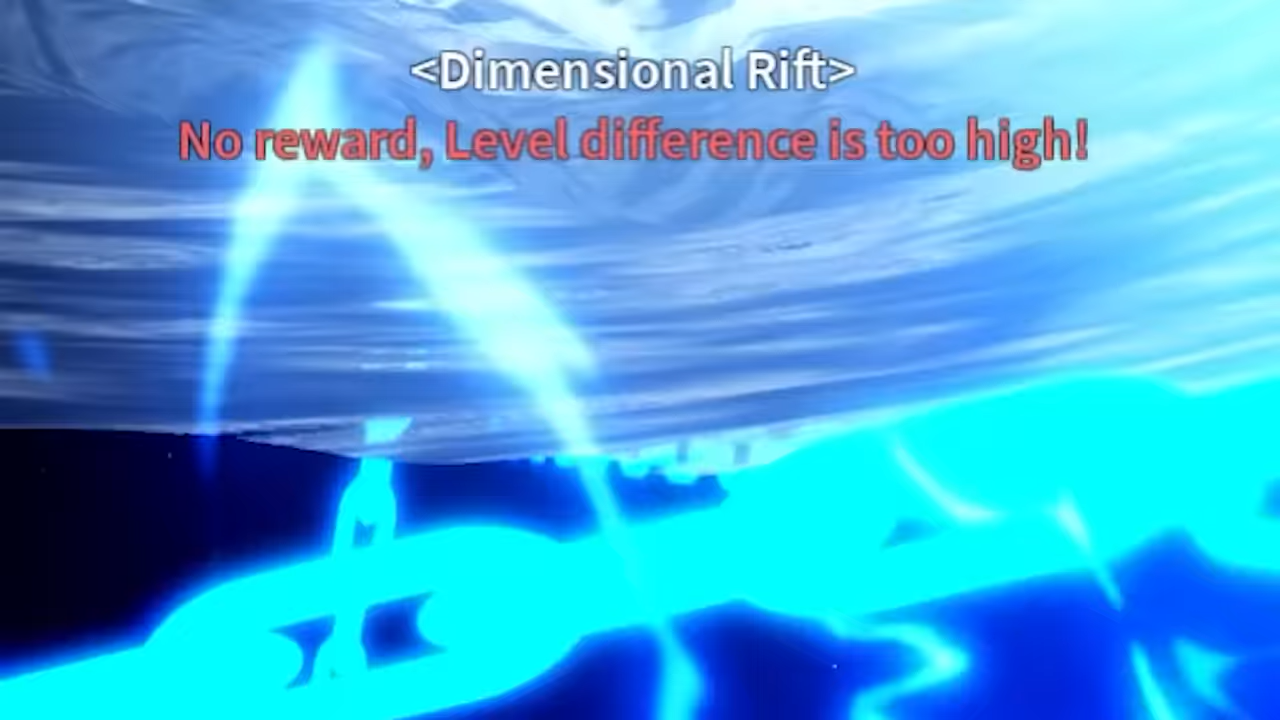 <Dimensional Rift>
No reward, Level difference is too high!